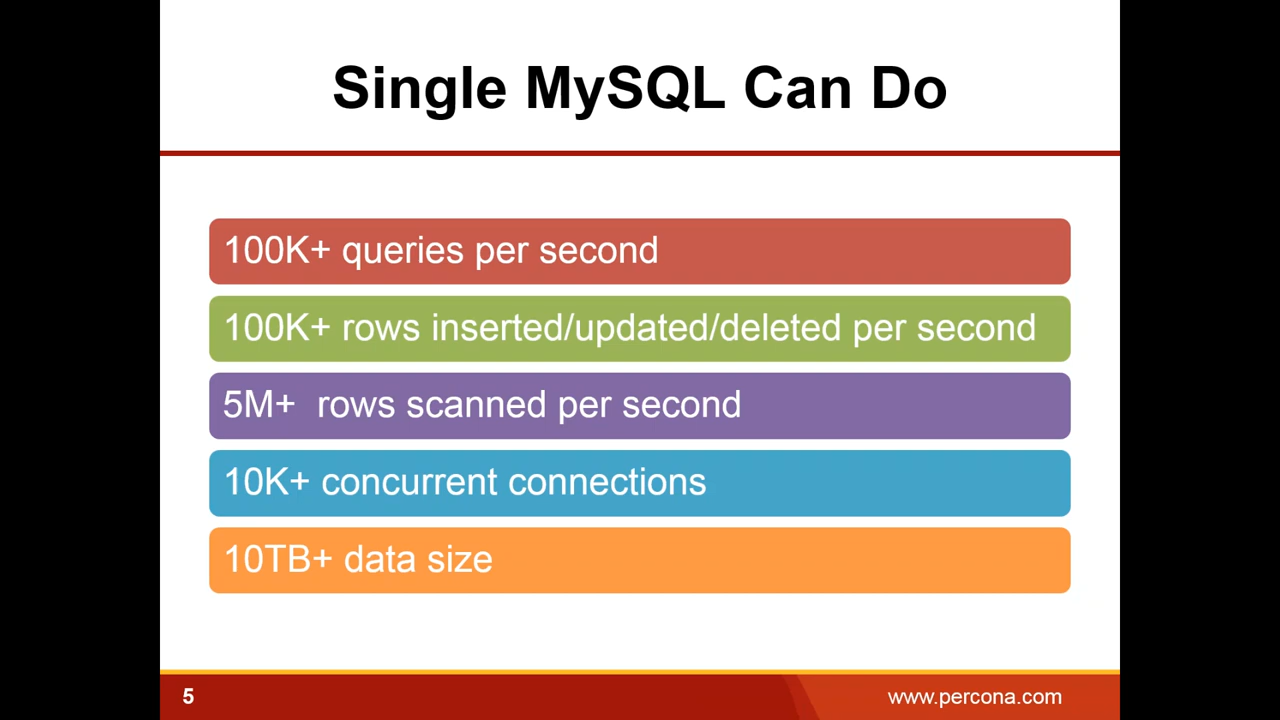 Single MySQL Can Do
100K+ queries per second
100K+ rows inserted/updated/deleted per second
5M+  rows scanned per second
10K+ concurrent connections
10TB+ data size
5
www.percona.com